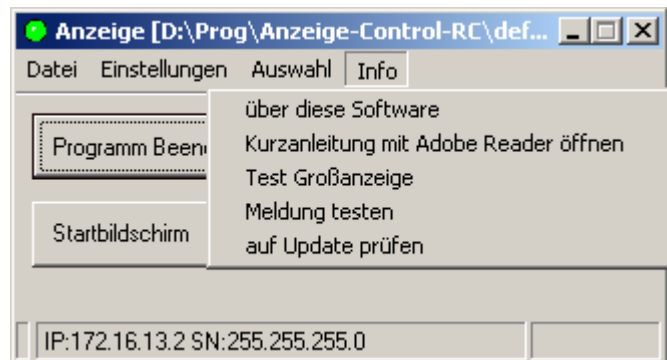 Anzeige [D:\Prog\Anzeige-Control-RC\def...
Datei Einstellungen Auswahl Info
über diese Software
Kurzanleitung mit Adobe Reader öffnen
Test Großanzeige
Meldung testen
auf Update prüfen
Programm
Startbildschirm
IP:172.16.13.2 SN:255.255.255.0